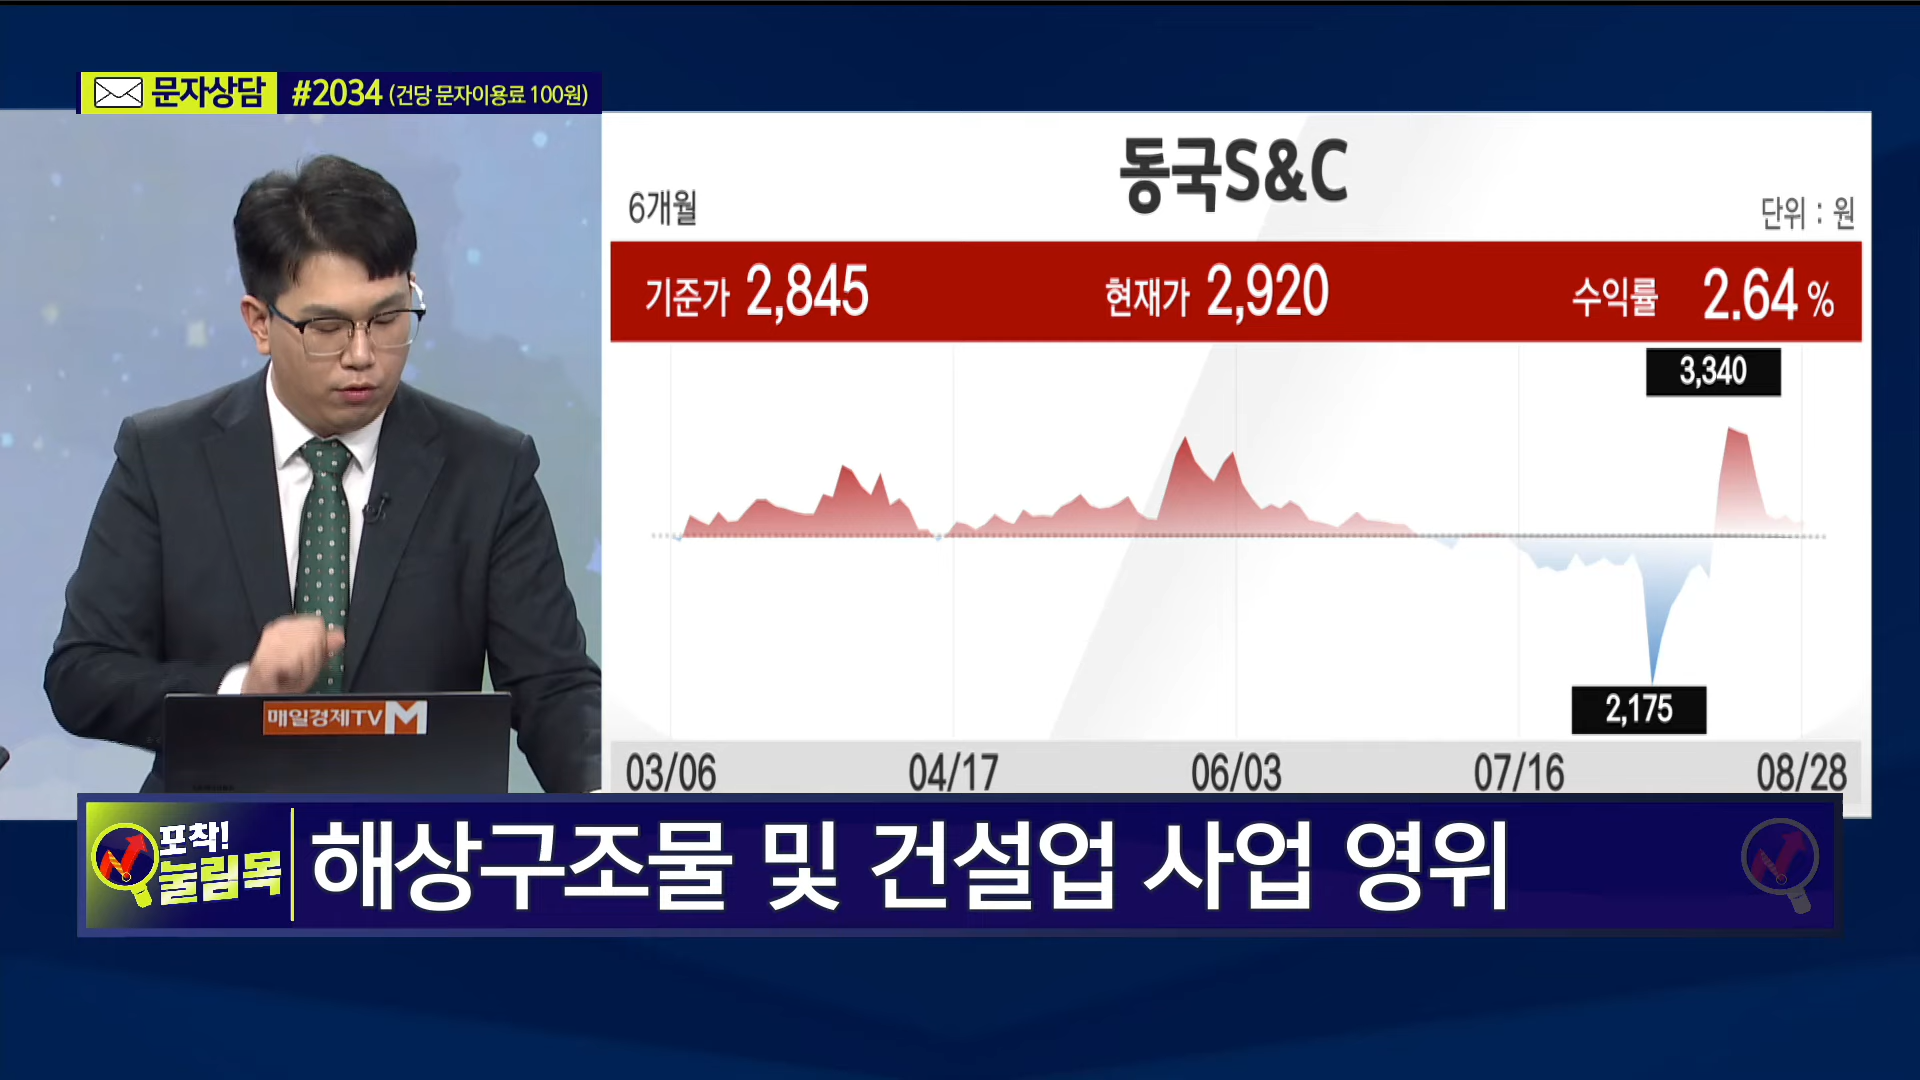 문자상담 #2034 (건당 문자이용료 100원)
동국S&C
6개월
단위 : 원
기준가 2,845 현재가 2,920 수익률 2.64 %
3,340
2,175
03/06 04/17 06/03 07/16 08/28
매일경제TV M
포착!
눌림목
해상구조물 및 건설업 사업 영위